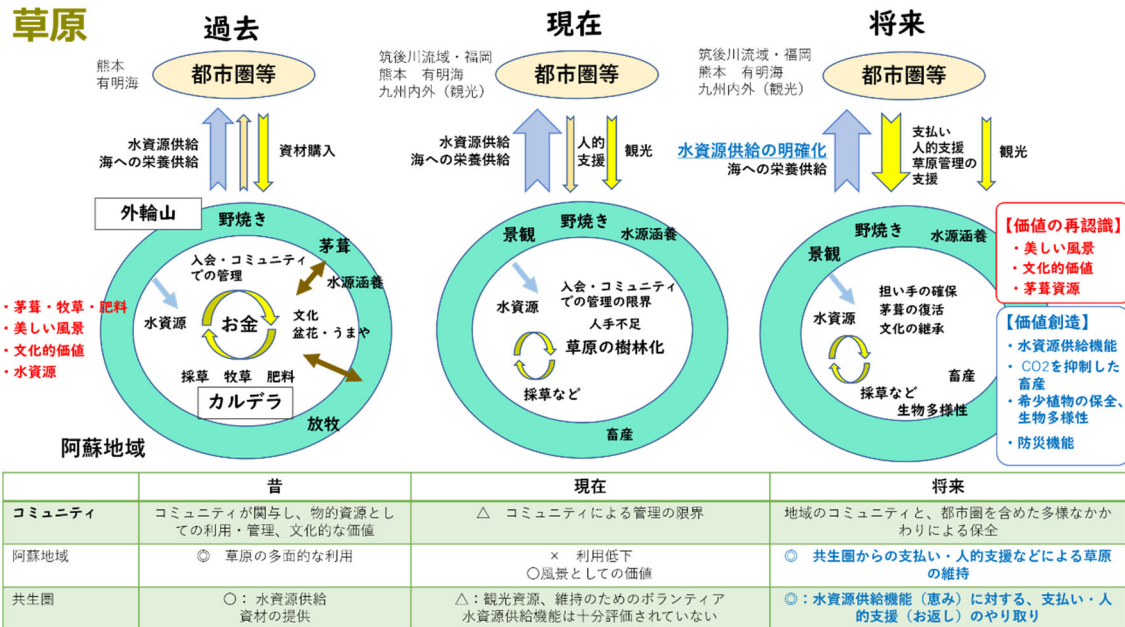 草原
過去
熊本
有明海
都市圏等
水資源供給
海への栄養供給
資材購入
外輪山
野焼き
茅葺
水源涵養
入会・コミュニティ
での管理
水資源
お金
文化
盆花・うまや
採草 牧草 肥料
カルデラ
放牧
・茅葺・牧草・肥料
・美しい風景
・文化的価値
・水資源
阿蘇地域
現在
筑後川流域・福岡
熊本 有明海
九州内外（観光）
都市圏等
水資源供給
海への栄養供給
人的
支援
観光
景観
野焼き
水源涵養
水資源
入会・コミュニティ
での管理の限界
人手不足
草原の樹林化
採草など
畜産
将来
筑後川流域・福岡
熊本 有明海
九州内外（観光）
都市圏等
水資源供給の明確化
海への栄養供給
支払い
人的支援
草原管理の
支援
観光
景観
野焼き
水源涵養
水資源
担い手の確保
茅葺の復活
文化の継承
畜産
採草など
生物多様性
【価値の再認識】
・美しい風景
・文化的価値
・茅葺資源
【価値創造】
・水資源供給機能
・CO2を抑制した
畜産
・希少植物の保全、
生物多様性
・防災機能
昔 現在 将来
コミュニティ
コミュニティが関与し、物的資源とし
ての利用・管理、文化的な価値
△ コミュニティによる管理の限界
地域のコミュニティと、都市圏を含めた多様なかか
わりによる保全
阿蘇地域
◎ 草原の多面的な利用
× 利用低下
〇風景としての価値
◎ 共生圏からの支払い・人的支援などによる草原
の維持
共生圏
〇：水資源供給
資材の提供
△：観光資源、維持のためのボランティア
水資源供給機能は十分評価されていない
◎：水資源供給機能（恵み）に対する、支払い・人
的支援（お返し）のやり取り